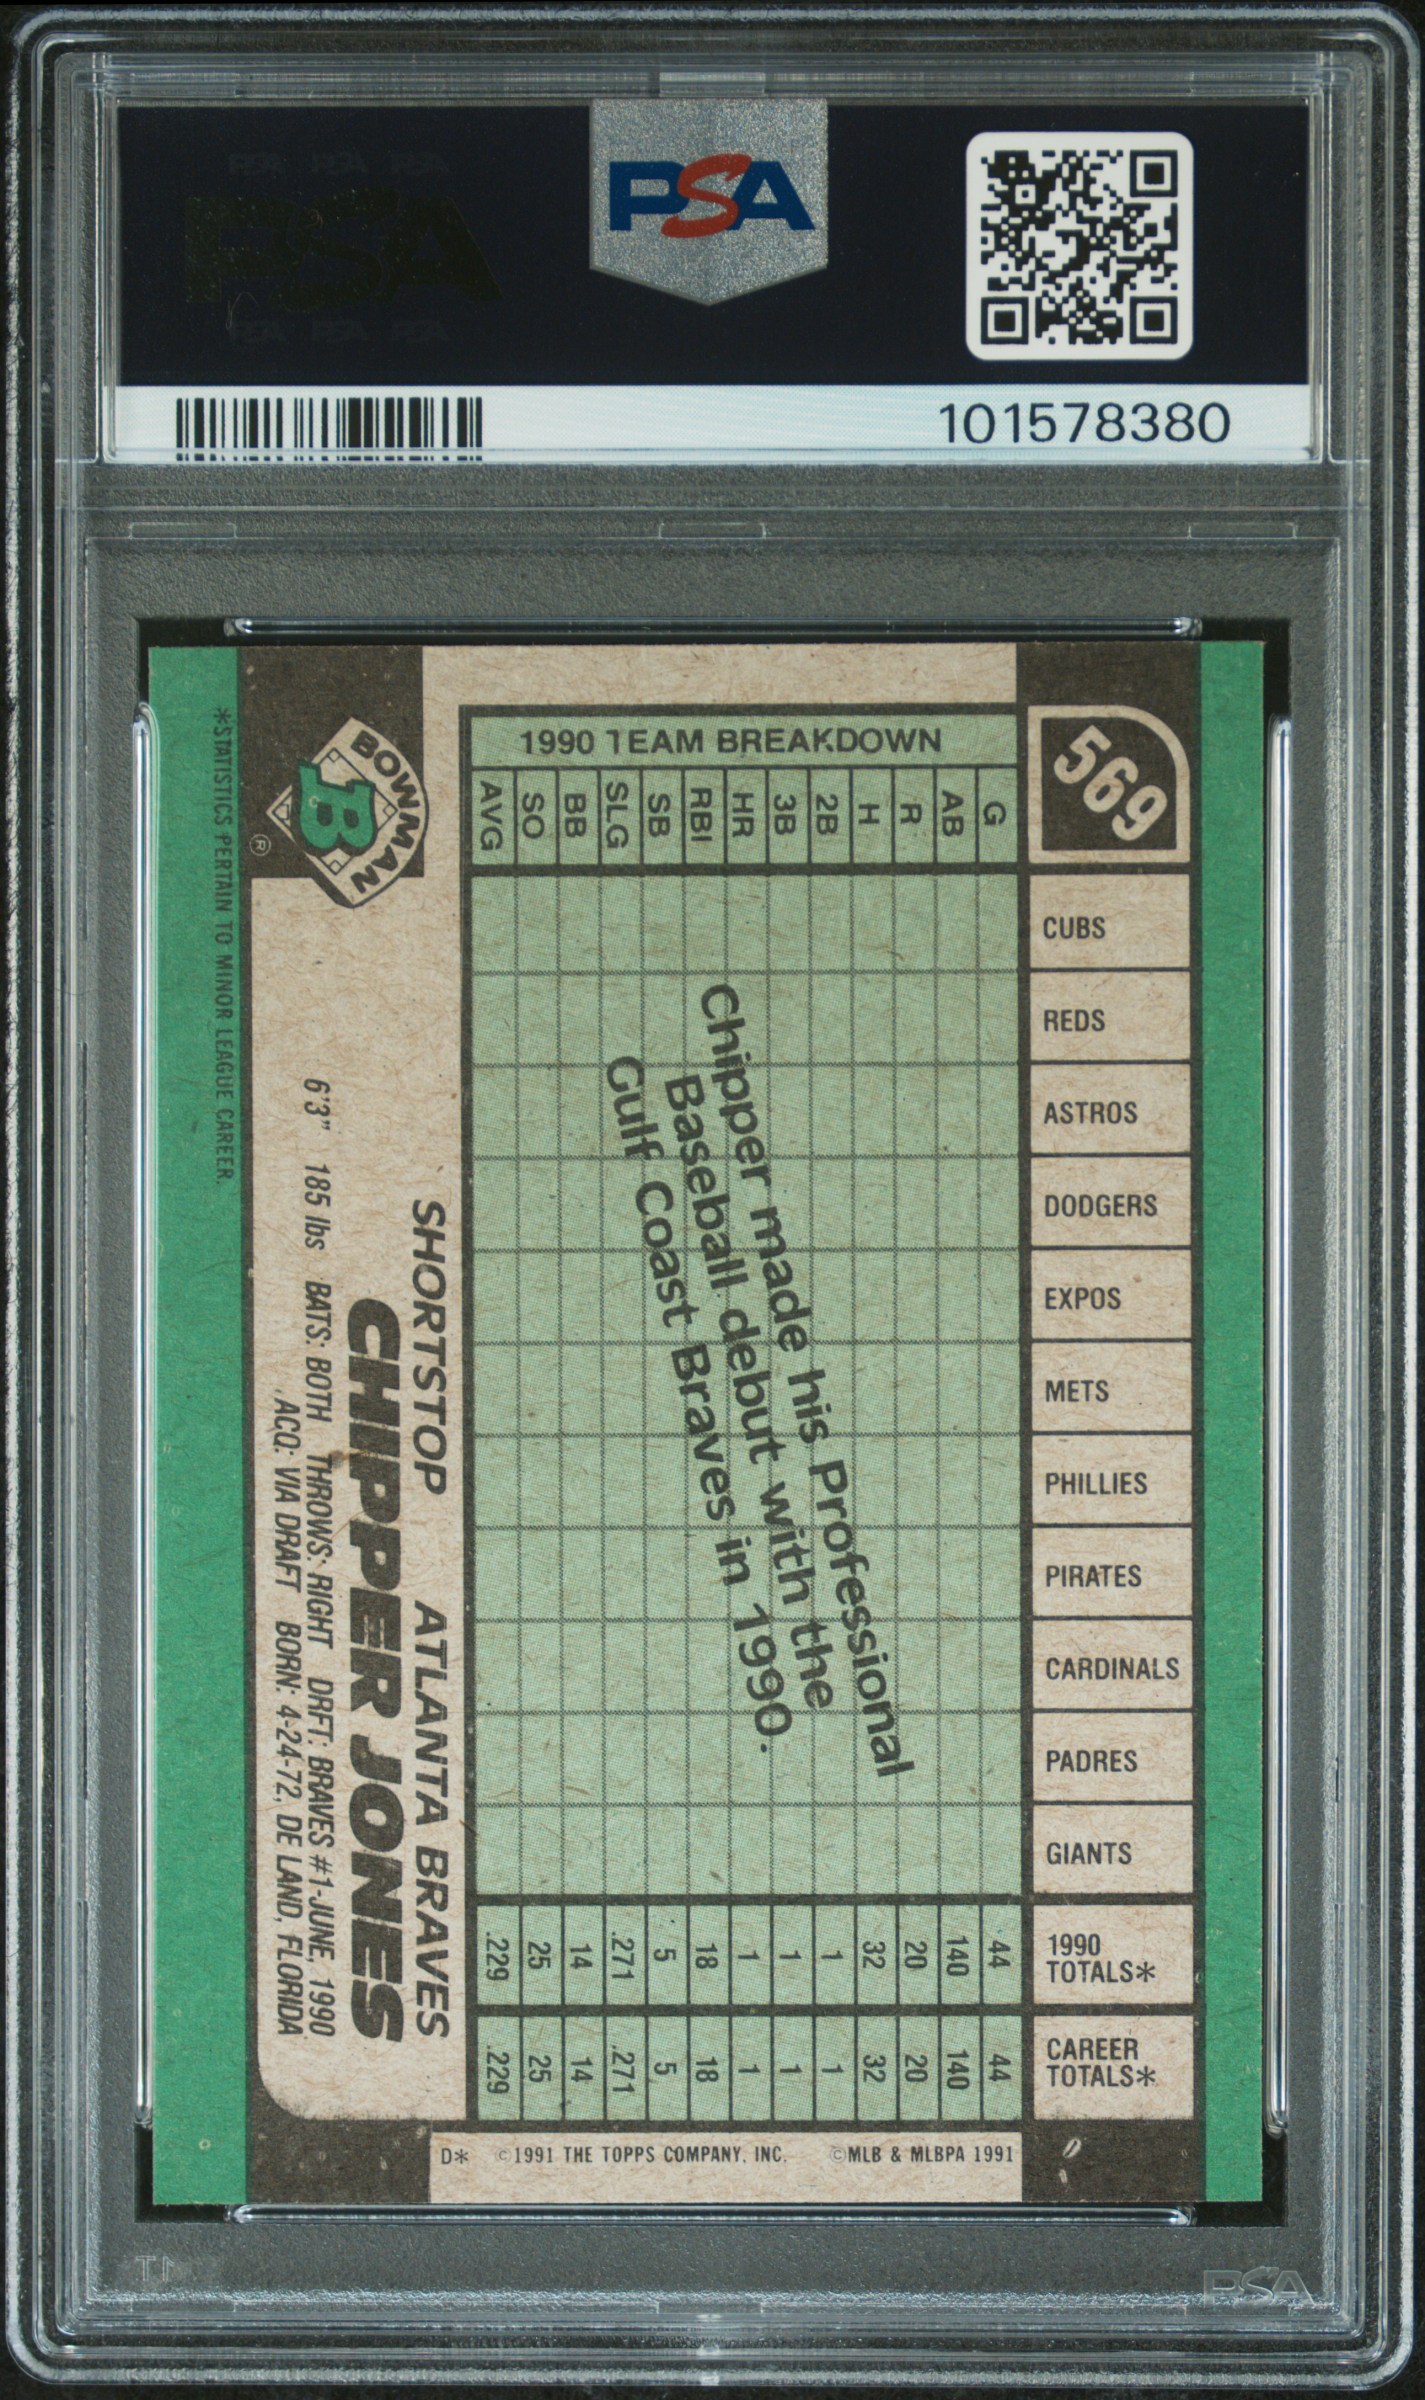 PSA
101578380
569
CUBS
REDS
ASTROS
DODGERS
EXPOS
METS
PHILLIES
PIRATES
CARDINALS
PADRES
GIANTS
1990
TOTALS*
CAREER
TOTALS*
1990 TEAM BREAKDOWN
G 44 44
AB 140 140
R 20 20
H 32 32
2B 1 1
3B 1 1
HR 1 1
RBI 18 18
SB 5 5
SLG .271 .271
BB 14 14
SO 25 25
AVG .229 .229
Chipper made his Professional
Baseball debut with the
Gulf Coast Braves in 1990.
BOWMAN
B
®
SHORTSTOP ATLANTA BRAVES
CHIPPER JONES
6'3" 185 lbs BATS: BOTH THROWS: RIGHT DRFT: BRAVES #1-JUNE, 1990
ACQ: VIA DRAFT BORN: 4-24-72, DE LAND, FLORIDA
*STATISTICS PERTAIN TO MINOR LEAGUE CAREER.
D* ©1991 THE TOPPS COMPANY, INC. ©MLB & MLBPA 1991
PSA